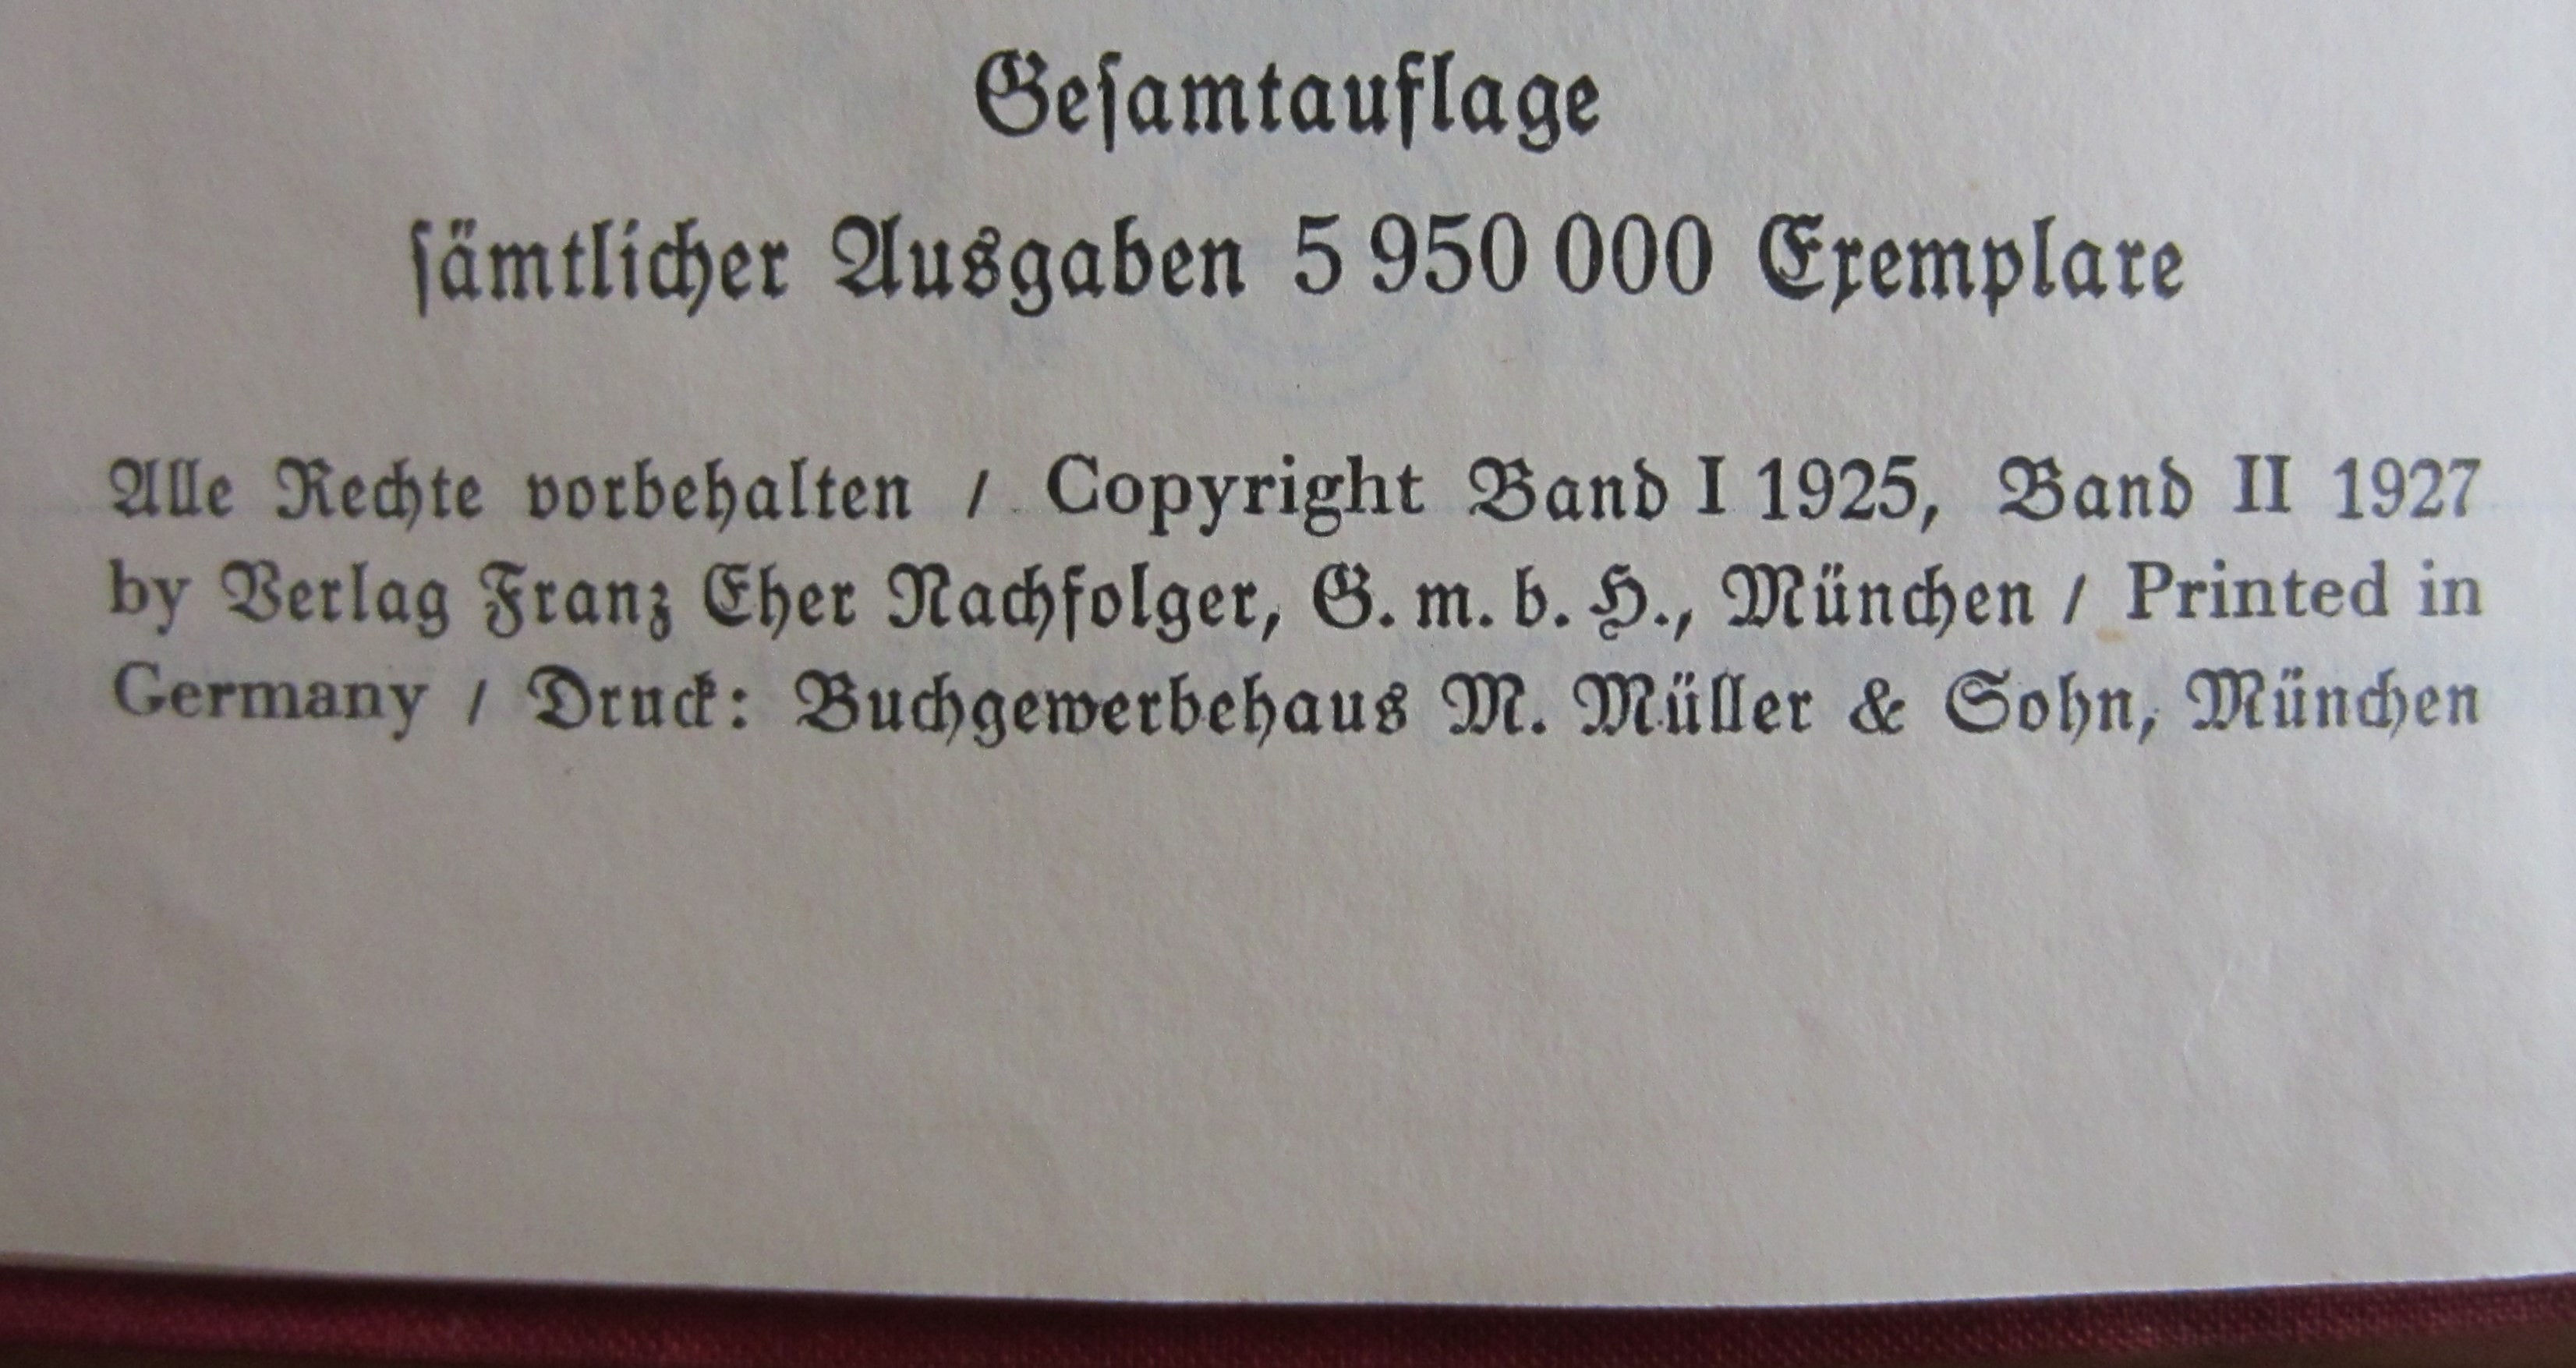 Geſamtauflage
ſämtlicher Ausgaben 5 950 000 Exemplare
Alle Rechte vorbehalten / Copyright Band I 1925, Band II 1927
by Verlag Franz Eher Nachfolger, G. m. b. H., München / Printed in
Germany / Druck: Buchgewerbehaus M. Müller & Sohn, München